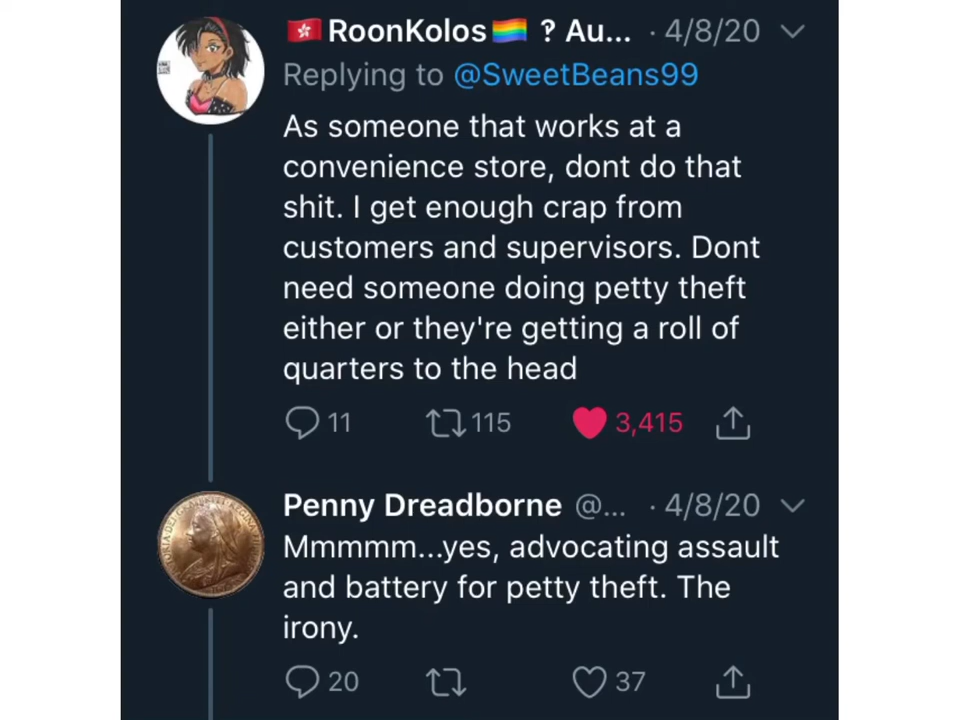 🇭🇰RoonKolos🏳️‍🌈 ? Au... · 4/8/20
Replying to @SweetBeans99
As someone that works at a
convenience store, dont do that
shit. I get enough crap from
customers and supervisors. Dont
need someone doing petty theft
either or they're getting a roll of
quarters to the head
11 115 3,415
Penny Dreadborne @... · 4/8/20
Mmmmm...yes, advocating assault
and battery for petty theft. The
irony.
20 37